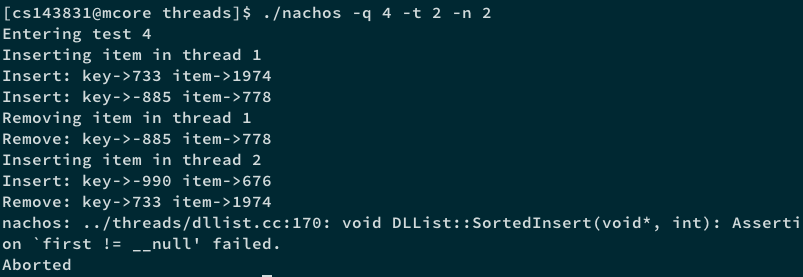 [cs143831@mcore threads]$ ./nachos -q 4 -t 2 -n 2
Entering test 4
Inserting item in thread 1
Insert: key->733 item->1974
Insert: key->-885 item->778
Removing item in thread 1
Remove: key->-885 item->778
Inserting item in thread 2
Insert: key->-990 item->676
Remove: key->733 item->1974
nachos: ../threads/dllist.cc:170: void DLList::SortedInsert(void*, int): Asserti
on `first != __null' failed.
Aborted